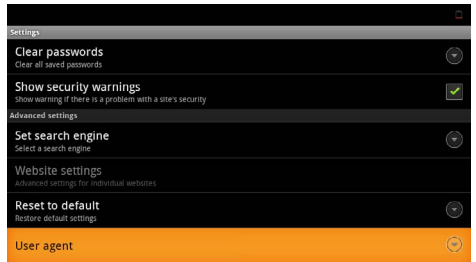 Settings
Clear passwords
Clear all saved passwords
Show security warnings
Show warning if there is a problem with a site's security
Advanced settings
Set search engine
Select a search engine
Website settings
Advanced settings for individual websites
Reset to default
Restore default settings
User agent